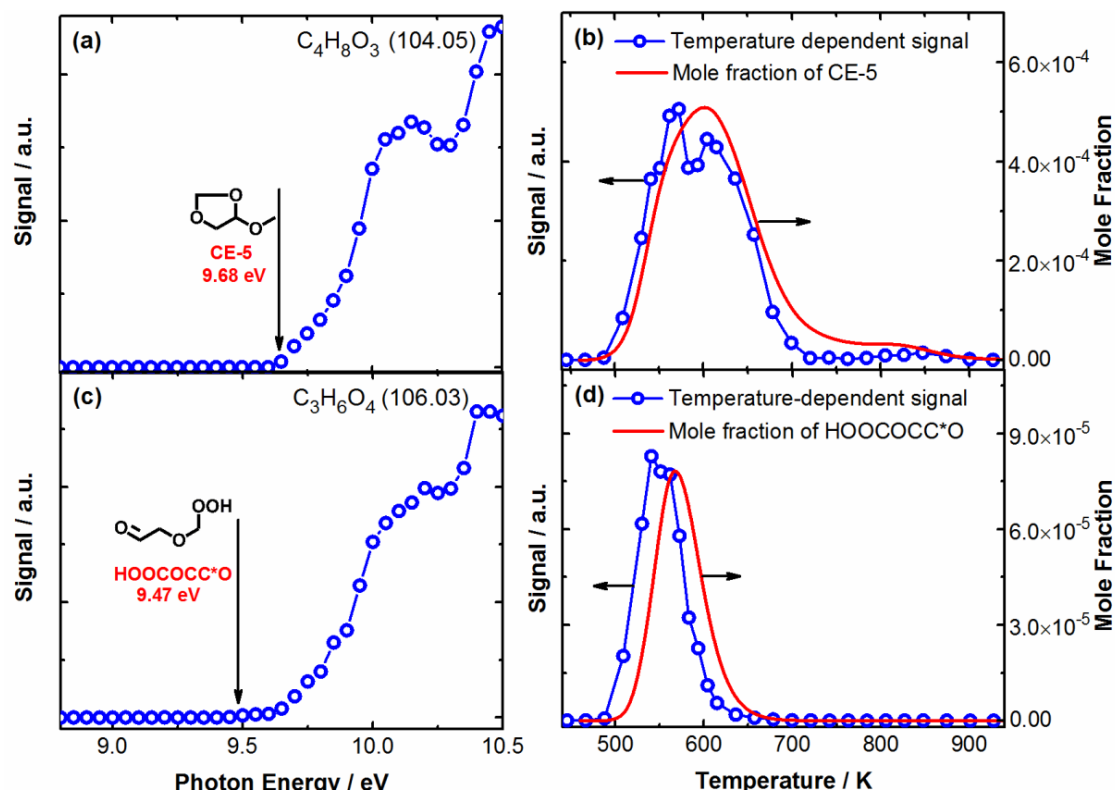 (a)
C₄H₈O₃ (104.05)
Signal / a.u.
O
O
O
CE-5
9.68 eV
(b)
Temperature dependent signal
Mole fraction of CE-5
Signal / a.u.
6.0×10⁻⁴
4.0×10⁻⁴
2.0×10⁻⁴
0.00
Mole Fraction
(c)
C₃H₆O₄ (106.03)
Signal / a.u.
O
O
OOH
HOOCOCC*O
9.47 eV
9.0
9.5
10.0
10.5
Photon Energy / eV
(d)
Temperature-dependent signal
Mole fraction of HOOCOCC*O
Signal / a.u.
9.0×10⁻⁵
6.0×10⁻⁵
3.0×10⁻⁵
0.00
Mole Fraction
500
600
700
800
900
Temperature / K